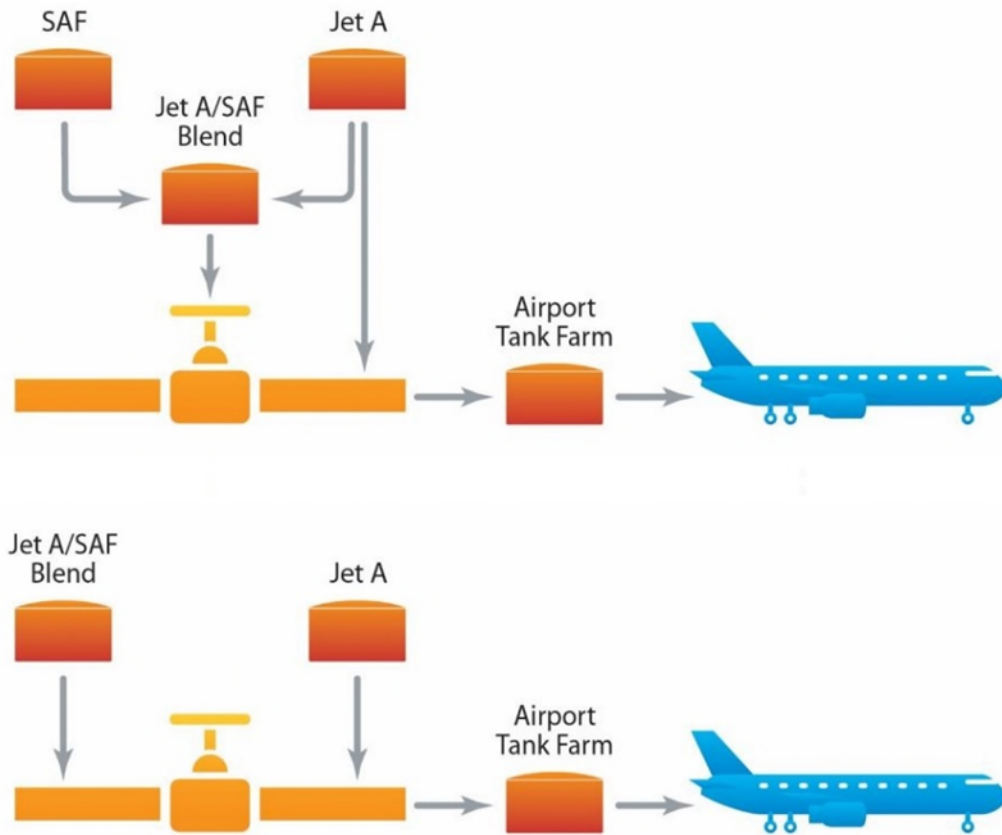 SAF
Jet A
Jet A/SAF
Blend
Airport
Tank Farm
Jet A/SAF
Blend
Jet A
Airport
Tank Farm